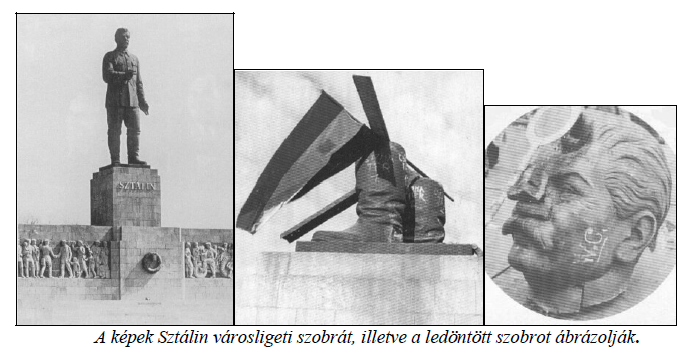 SZTÁLIN
W.C.
A képek Sztálin városligeti szobrát, illetve a ledöntött szobrot ábrázolják.